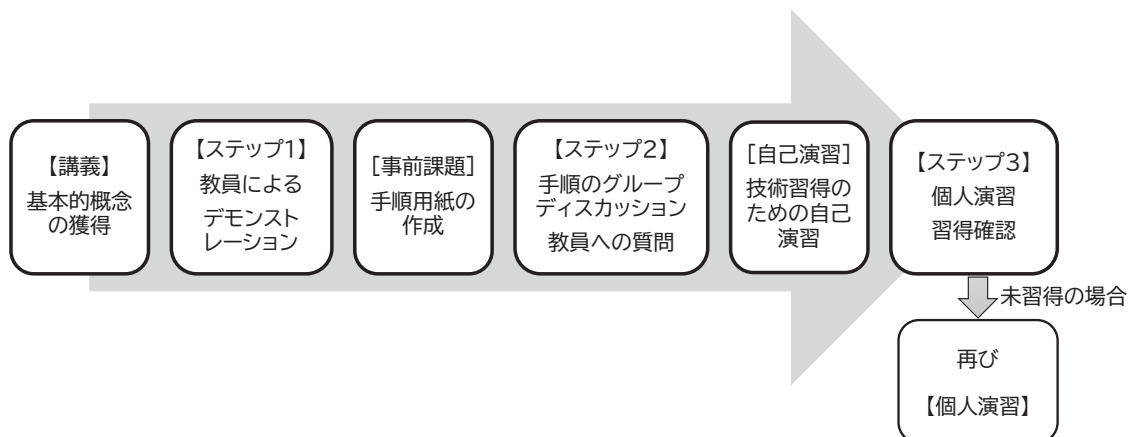 【講義】
基本的概念
の獲得
【ステップ1】
教員による
デモンスト
レーション
[事前課題]
手順用紙の
作成
【ステップ2】
手順のグループ
ディスカッション
教員への質問
[自己演習]
技術習得の
ための自己
演習
【ステップ3】
個人演習
習得確認
未習得の場合
再び
【個人演習】